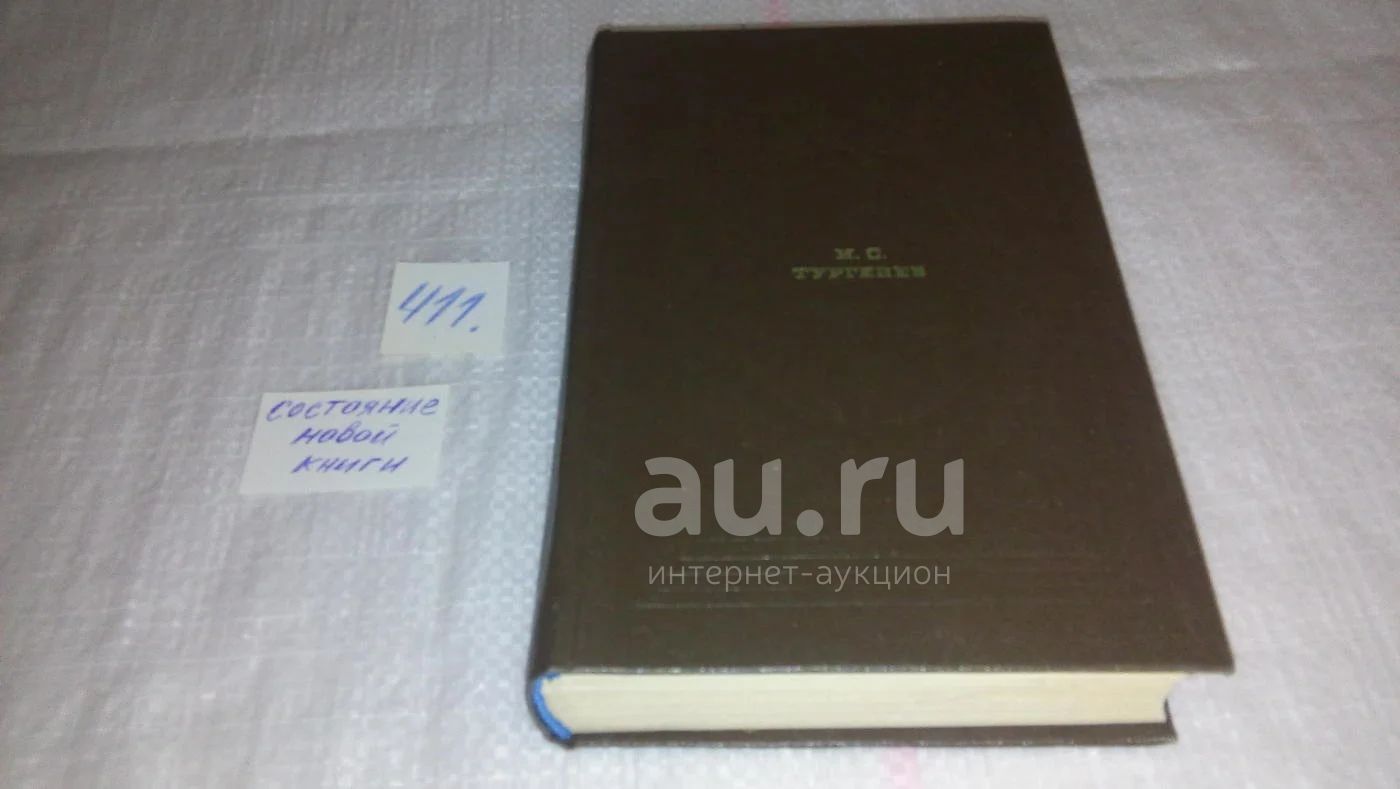 И. С.
ТУРГЕНЕВ
411.
состояние
новой
книги
au.ru
интернет-аукцион